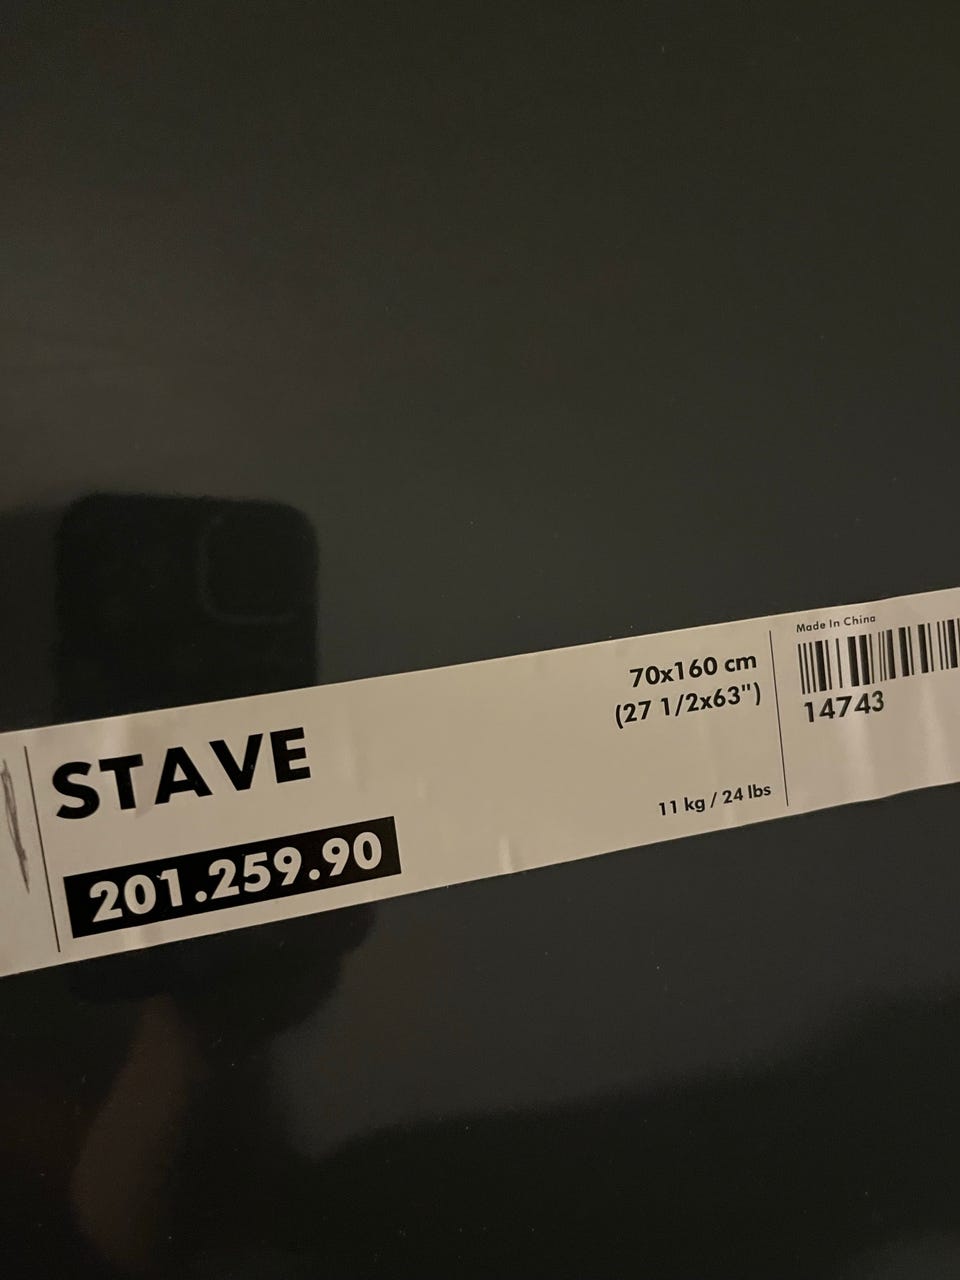 STAVE
201.259.90
70x160 cm
(27 1/2x63")
11 kg / 24 lbs
Made In China
14743